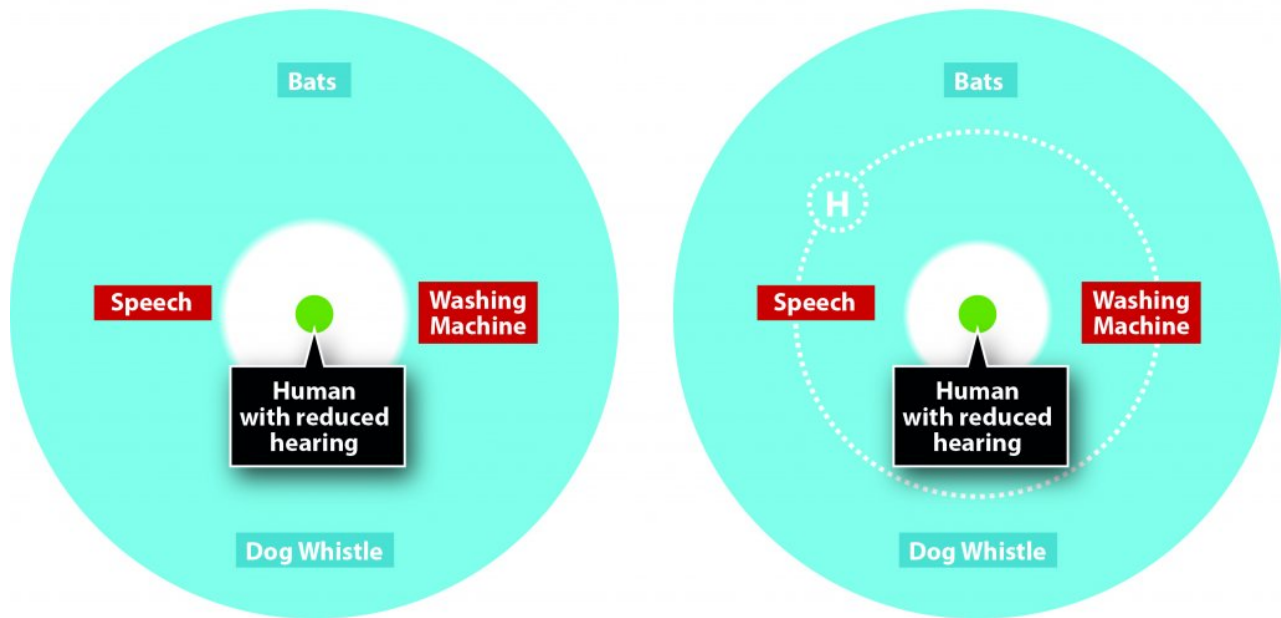 Bats
Speech
Washing
Machine
Human
with reduced
hearing
Dog Whistle
Bats
H
Speech
Washing
Machine
Human
with reduced
hearing
Dog Whistle